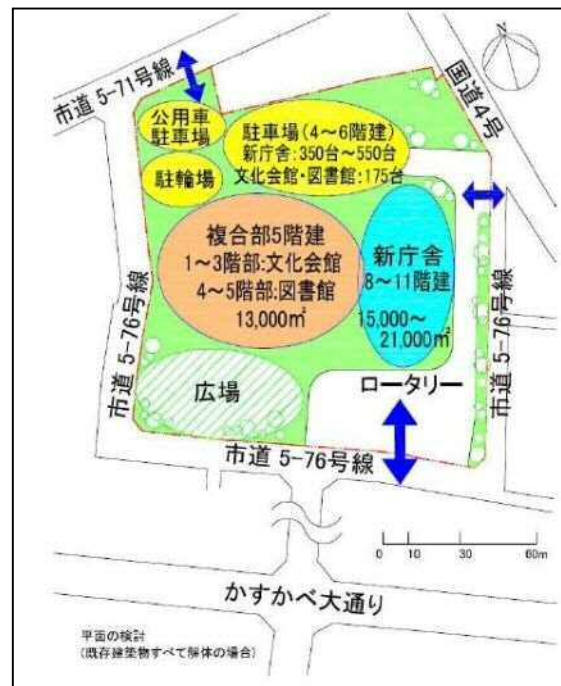 N
市道 5-71号線
国道4号
公用車
駐車場
駐車場(4~6階建)
新庁舎:350台~550台
文化会館・図書館:175台
駐輪場
複合部5階建
1~3階部:文化会館
4~5階部:図書館
13,000㎡
新庁舎
8~11階建
15,000~
21,000㎡
市道 5-76号線
市道 5-76号線
広場
ロータリー
市道 5-76号線
0 10 30 60m
かすかべ大通り
平面の検討
(既存建築物すべて解体の場合)